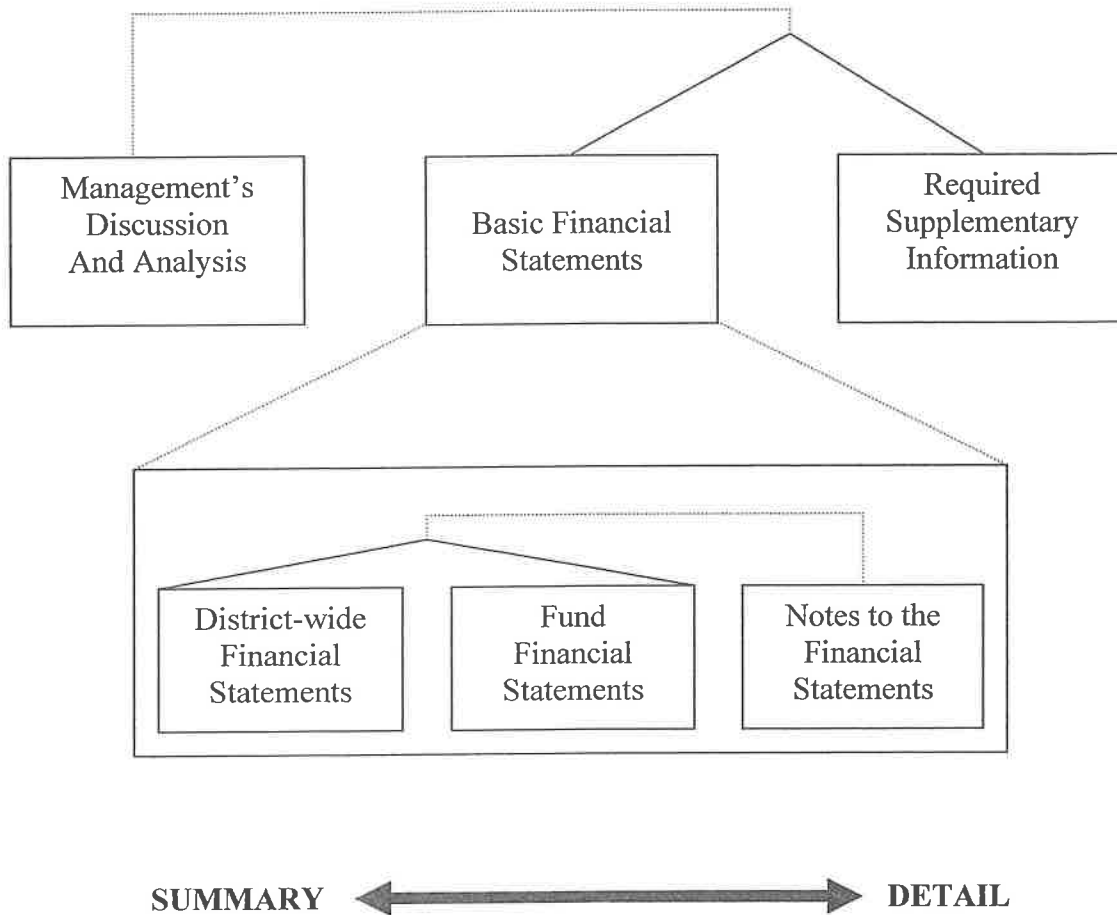 Management's
Discussion
And Analysis
Basic Financial
Statements
Required
Supplementary
Information
District-wide
Financial
Statements
Fund
Financial
Statements
Notes to the
Financial
Statements
SUMMARY
DETAIL